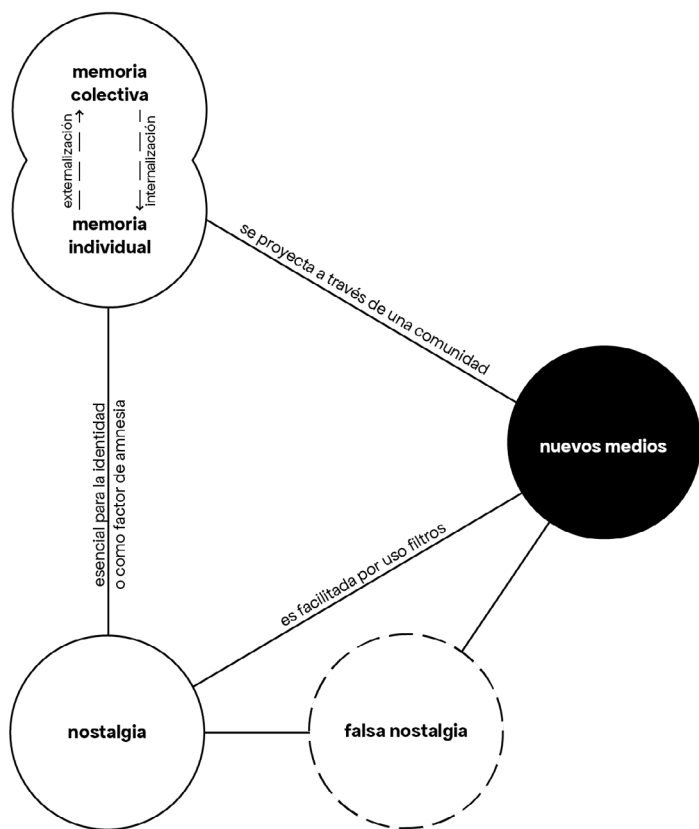 memoria
colectiva
externalización
internalización
memoria
individual
se proyecta a través de una comunidad
nuevos medios
esencial para la identidad
o como factor de amnesia
es facilitada por uso filtros
nostalgia
falsa nostalgia